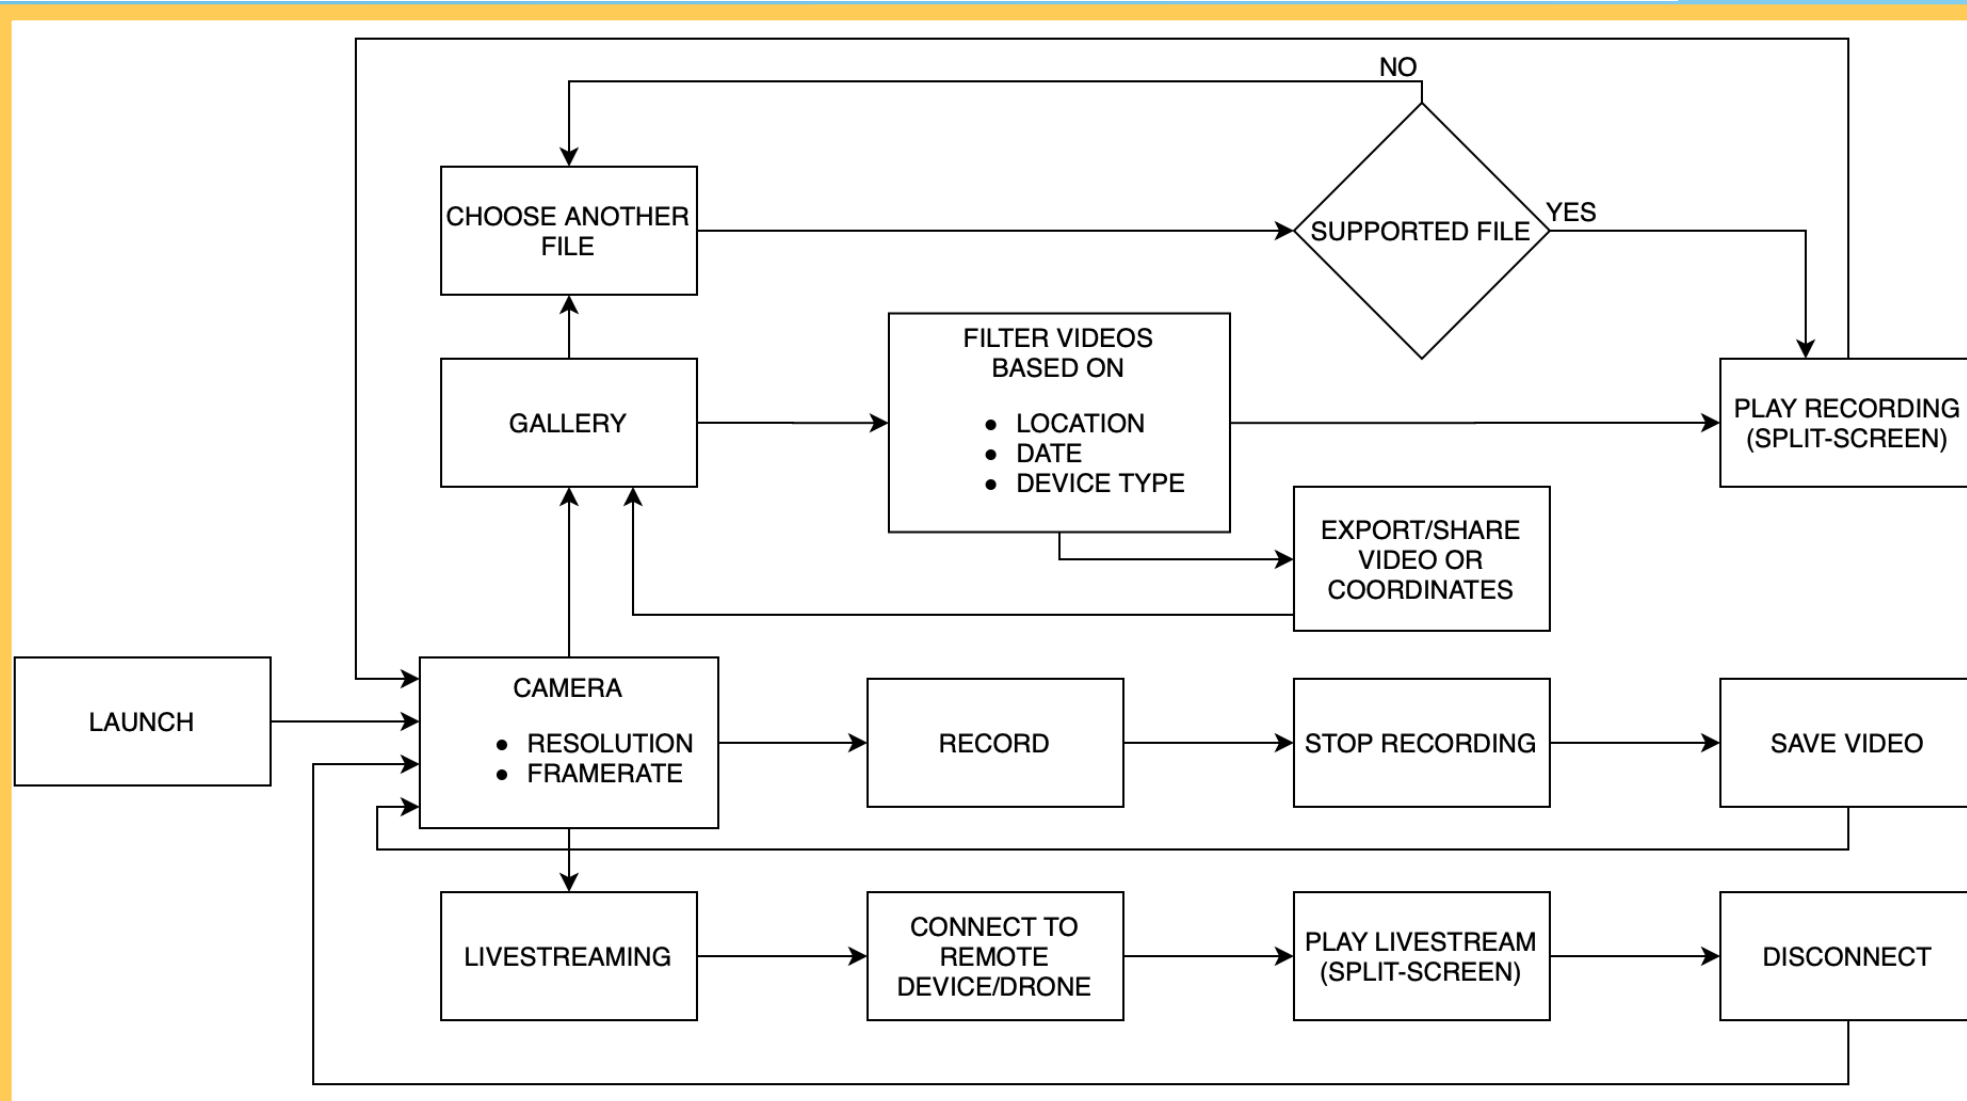 NO
CHOOSE ANOTHER
FILE
SUPPORTED FILE
YES
GALLERY
FILTER VIDEOS
BASED ON
● LOCATION
● DATE
● DEVICE TYPE
PLAY RECORDING
(SPLIT-SCREEN)
EXPORT/SHARE
VIDEO OR
COORDINATES
LAUNCH
CAMERA
● RESOLUTION
● FRAMERATE
RECORD
STOP RECORDING
SAVE VIDEO
LIVESTREAMING
CONNECT TO
REMOTE
DEVICE/DRONE
PLAY LIVESTREAM
(SPLIT-SCREEN)
DISCONNECT